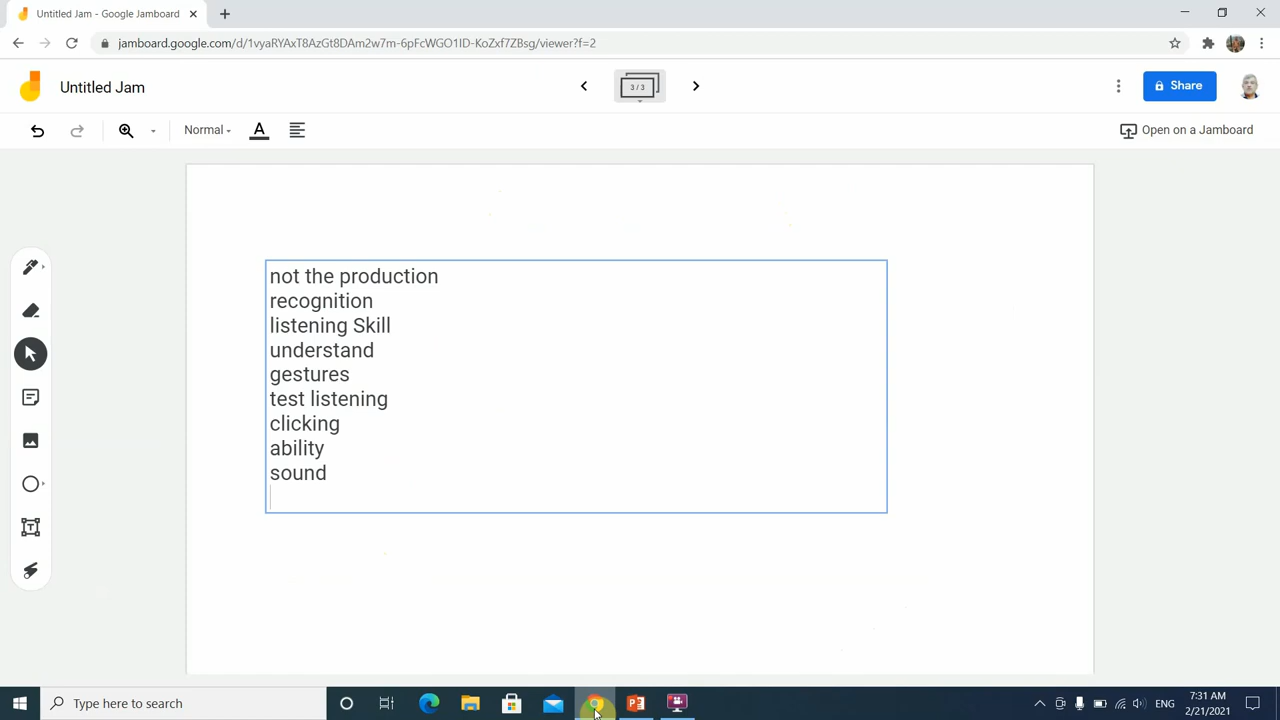 Untitled Jam - Google Jamboard
jamboard.google.com/d/1vyaRYAxT8AzGt8DAm2w7m-6pFcWGO1ID-KoZxf7ZBsg/viewer?f=2
Untitled Jam
3 / 3
Share
Normal
A
Open on a Jamboard
not the production
recognition
listening Skill
understand
gestures
test listening
clicking
ability
sound
T
Type here to search
ENG
7:31 AM
2/21/2021